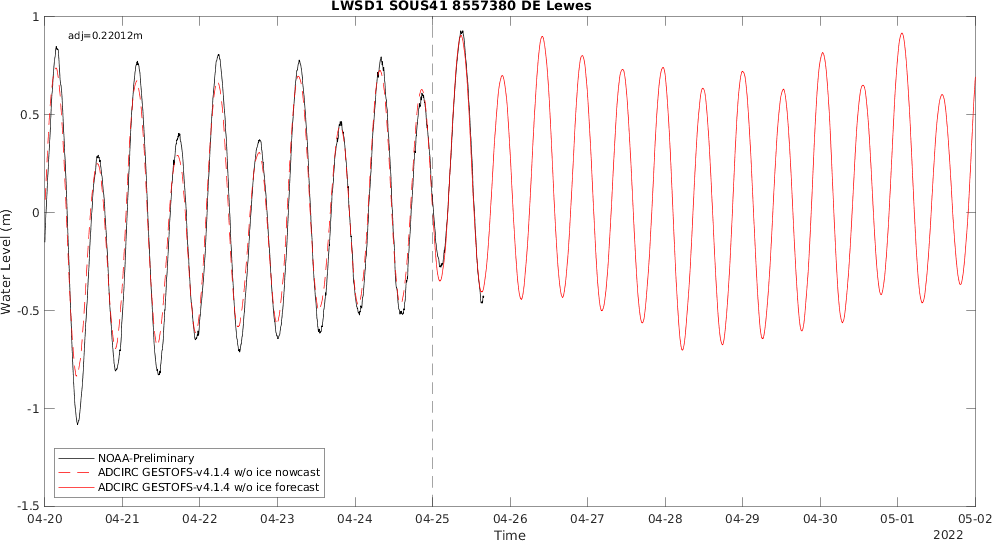 LWSD1 SOUS41 8557380 DE Lewes
adj=0.22012m
1
0.5
0
-0.5
-1
-1.5
Water Level (m)
NOAA-Preliminary
ADCIRC GESTOFS-v4.1.4 w/o ice nowcast
ADCIRC GESTOFS-v4.1.4 w/o ice forecast
04-20 04-21 04-22 04-23 04-24 04-25 04-26 04-27 04-28 04-29 04-30 05-01 05-02
Time
2022